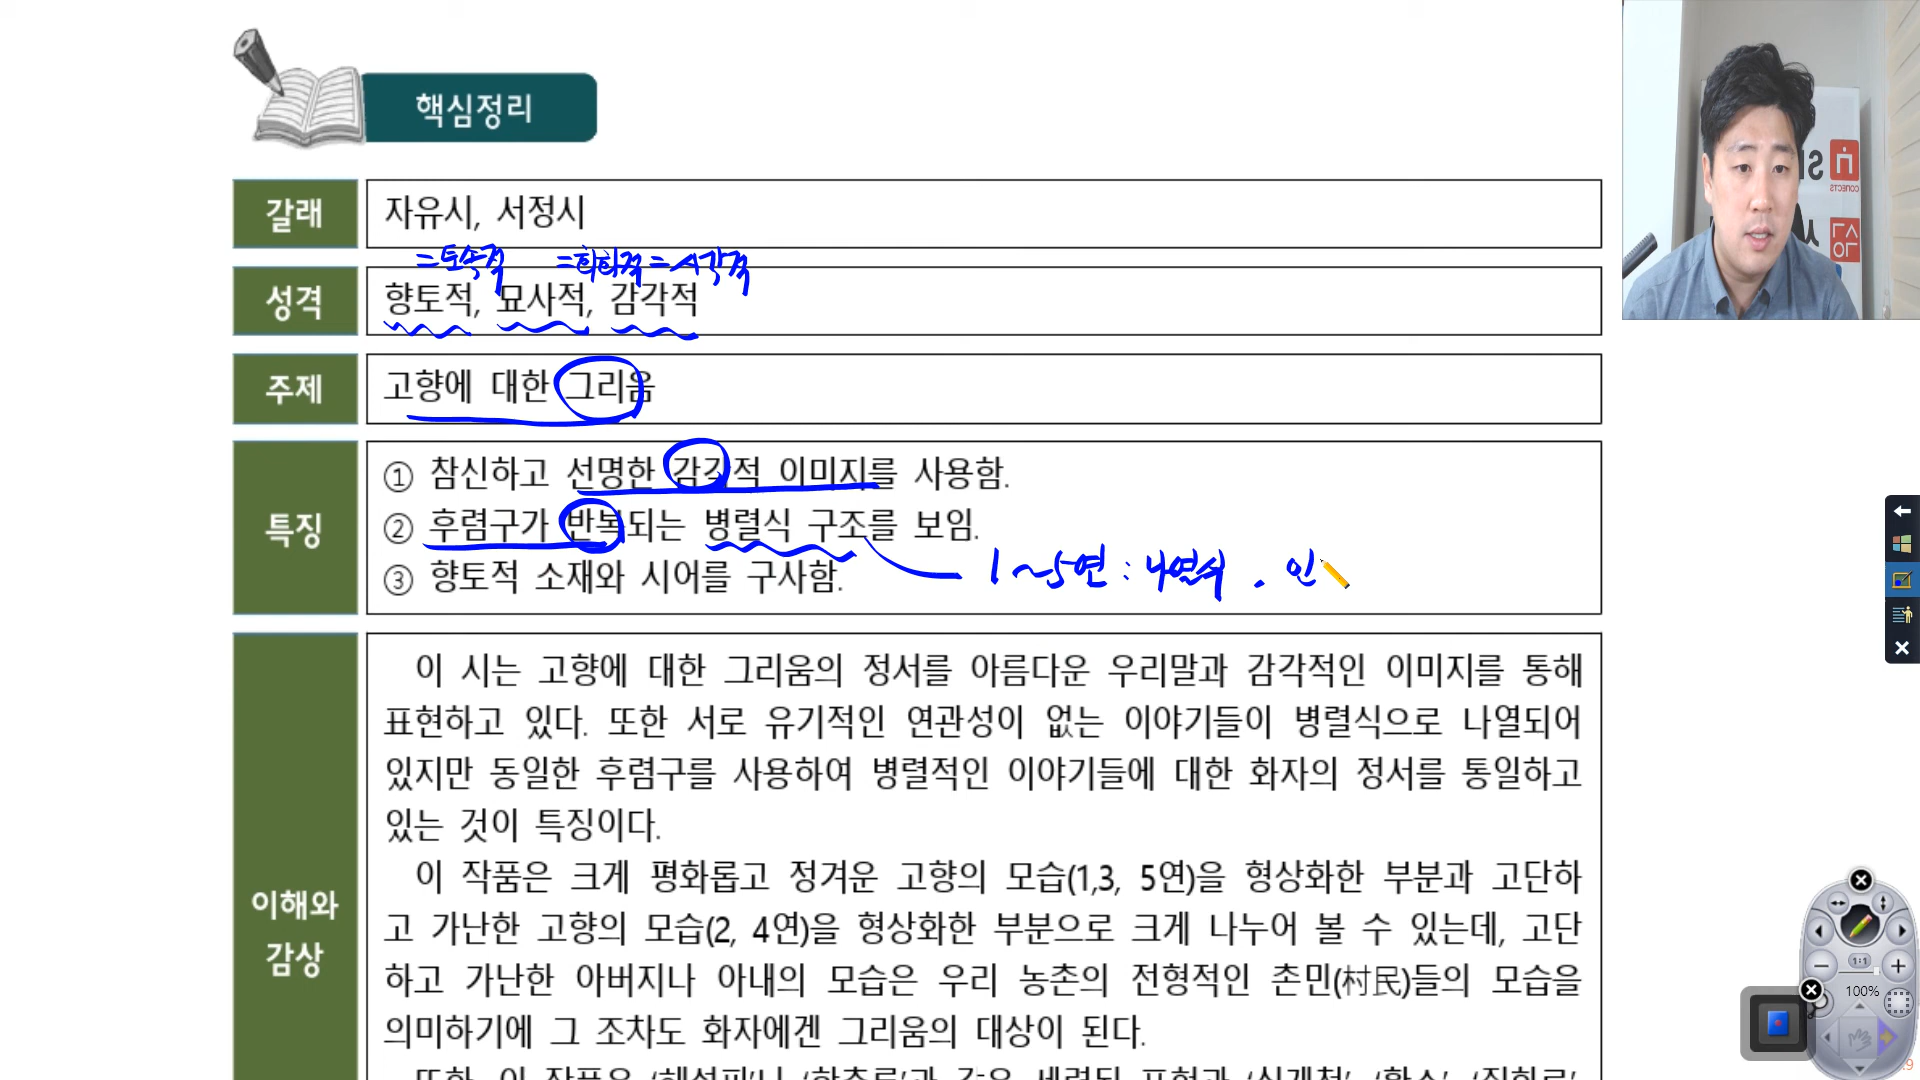 핵심정리
갈래
자유시, 서정시
=토속적 =회화적=시각적
성격
향토적, 묘사적, 감각적
주제
고향에 대한 그리움
특징
① 참신하고 선명한 감각적 이미지를 사용함.
② 후렴구가 반복되는 병렬식 구조를 보임.
1~5연: 나열식. 인
③ 향토적 소재와 시어를 구사함.
이해와
감상
이 시는 고향에 대한 그리움의 정서를 아름다운 우리말과 감각적인 이미지를 통해
표현하고 있다. 또한 서로 유기적인 연관성이 없는 이야기들이 병렬식으로 나열되어
있지만 동일한 후렴구를 사용하여 병렬적인 이야기들에 대한 화자의 정서를 통일하고
있는 것이 특징이다.
이 작품은 크게 평화롭고 정겨운 고향의 모습(1,3, 5연)을 형상화한 부분과 고단하
고 가난한 고향의 모습(2, 4연)을 형상화한 부분으로 크게 나누어 볼 수 있는데, 고단
하고 가난한 아버지나 아내의 모습은 우리 농촌의 전형적인 촌민(村民)들의 모습을
의미하기에 그 조차도 화자에겐 그리움의 대상이 된다.
1:1
100%